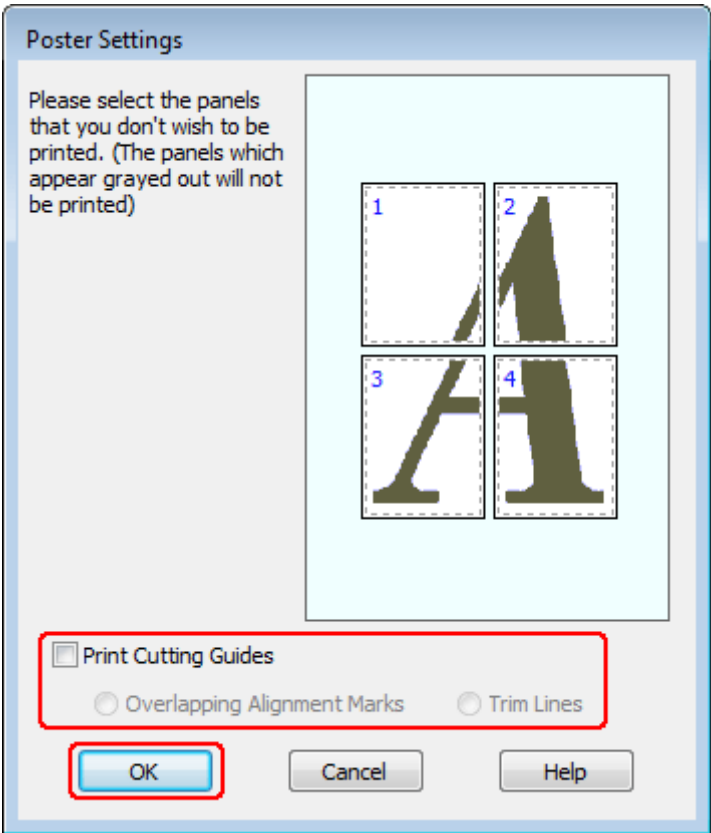 Poster Settings
Please select the panels
that you don't wish to be
printed. (The panels which
appear grayed out will not
be printed)
1
2
3
4
Print Cutting Guides
Overlapping Alignment Marks
Trim Lines
OK
Cancel
Help